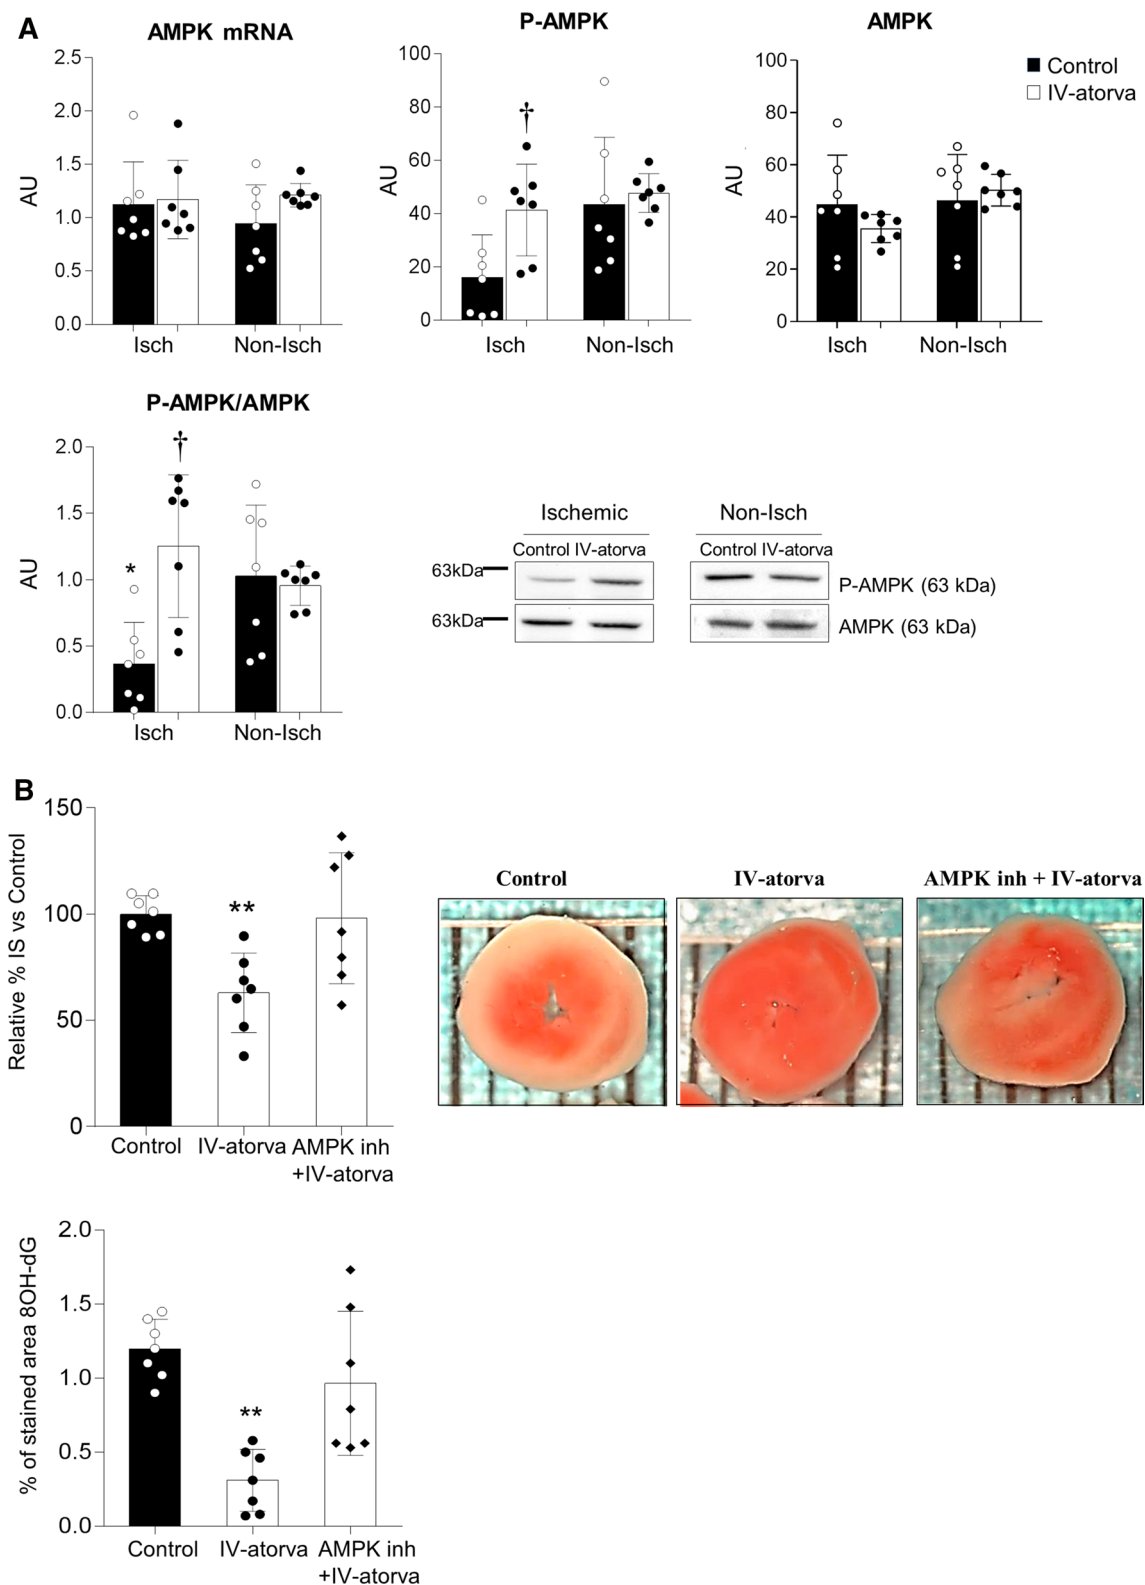 A
AMPK mRNA
2.5
2.0
1.5
1.0
0.5
0.0
AU
Isch Non-Isch
P-AMPK
100
80
60
40
20
0
AU
†
Isch Non-Isch
AMPK
100
80
60
40
20
0
AU
Isch Non-Isch
Control
IV-atorva
P-AMPK/AMPK
2.0
1.5
1.0
0.5
0.0
AU
*
†
Isch Non-Isch
Ischemic Non-Isch
Control IV-atorva Control IV-atorva
63kDa
P-AMPK (63 kDa)
63kDa
AMPK (63 kDa)
B
150
100
50
0
Relative % IS vs Control
**
Control IV-atorva AMPK inh
+IV-atorva
Control IV-atorva AMPK inh + IV-atorva
2.0
1.5
1.0
0.5
0.0
% of stained area 8OH-dG
**
Control IV-atorva AMPK inh
+IV-atorva